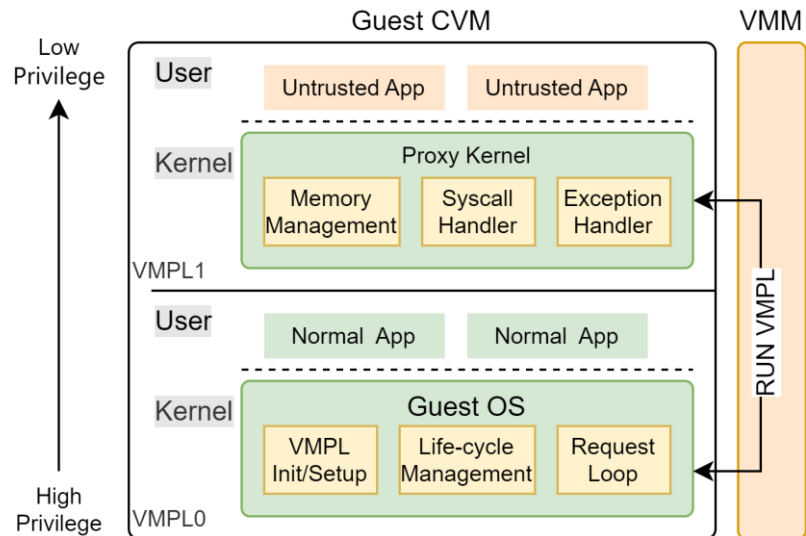 Guest CVM
VMM
Low
Privilege
User
Untrusted App
Untrusted App
Kernel
Proxy Kernel
Memory
Management
Syscall
Handler
Exception
Handler
VMPL1
RUN VMPL
User
Normal App
Normal App
Kernel
Guest OS
VMPL
Init/Setup
Life-cycle
Management
Request
Loop
High
Privilege
VMPL0